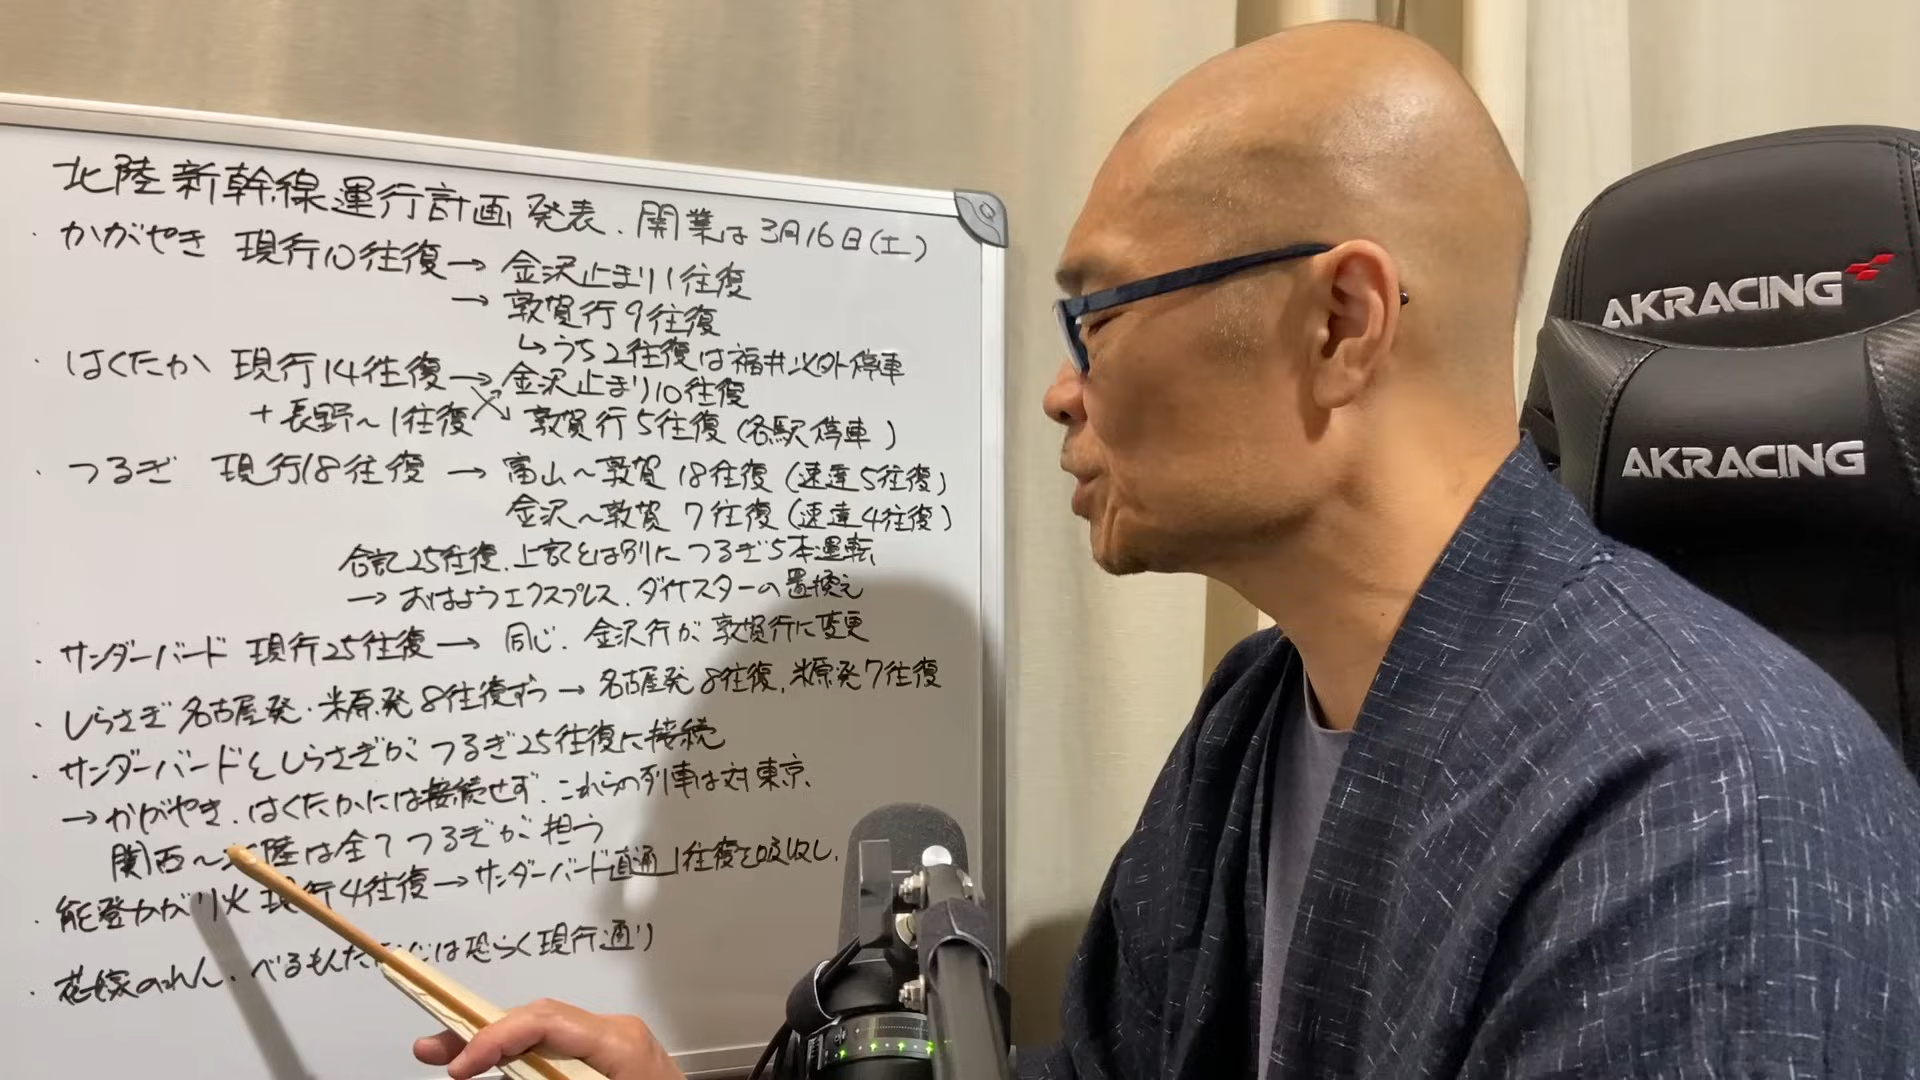 北陸新幹線運行計画発表、開業は3月16日(土)
・かがやき 現行10往復→金沢止まり1往復
→敦賀行9往復
↳うち2往復は福井以外停車
・はくたか 現行14往復→金沢止まり10往復
+長野〜1往復 敦賀行5往復(各駅停車)
・つるぎ 現行18往復→富山〜敦賀 18往復(速達5往復)
金沢〜敦賀 7往復(速達4往復)
合計25往復、上記とは別につるぎ5本運転
→おはようエクスプレス、ダイナスターの置換え
・サンダーバード 現行25往復→同じ、金沢行が敦賀行に変更
・しらさぎ 名古屋発・米原発8往復ずつ→名古屋発8往復、米原発7往復
・サンダーバードとしらさぎが、つるぎ25往復に接続
→かがやき、はくたかには接続せず、これらの列車は対東京、
関西〜北陸は全てつるぎが担う
・能登かがり火 現行4往復→サンダーバード直通1往復を吸収し、
・花嫁のれん、べるもんたは恐らく現行通り
AKRACING
AKRACING